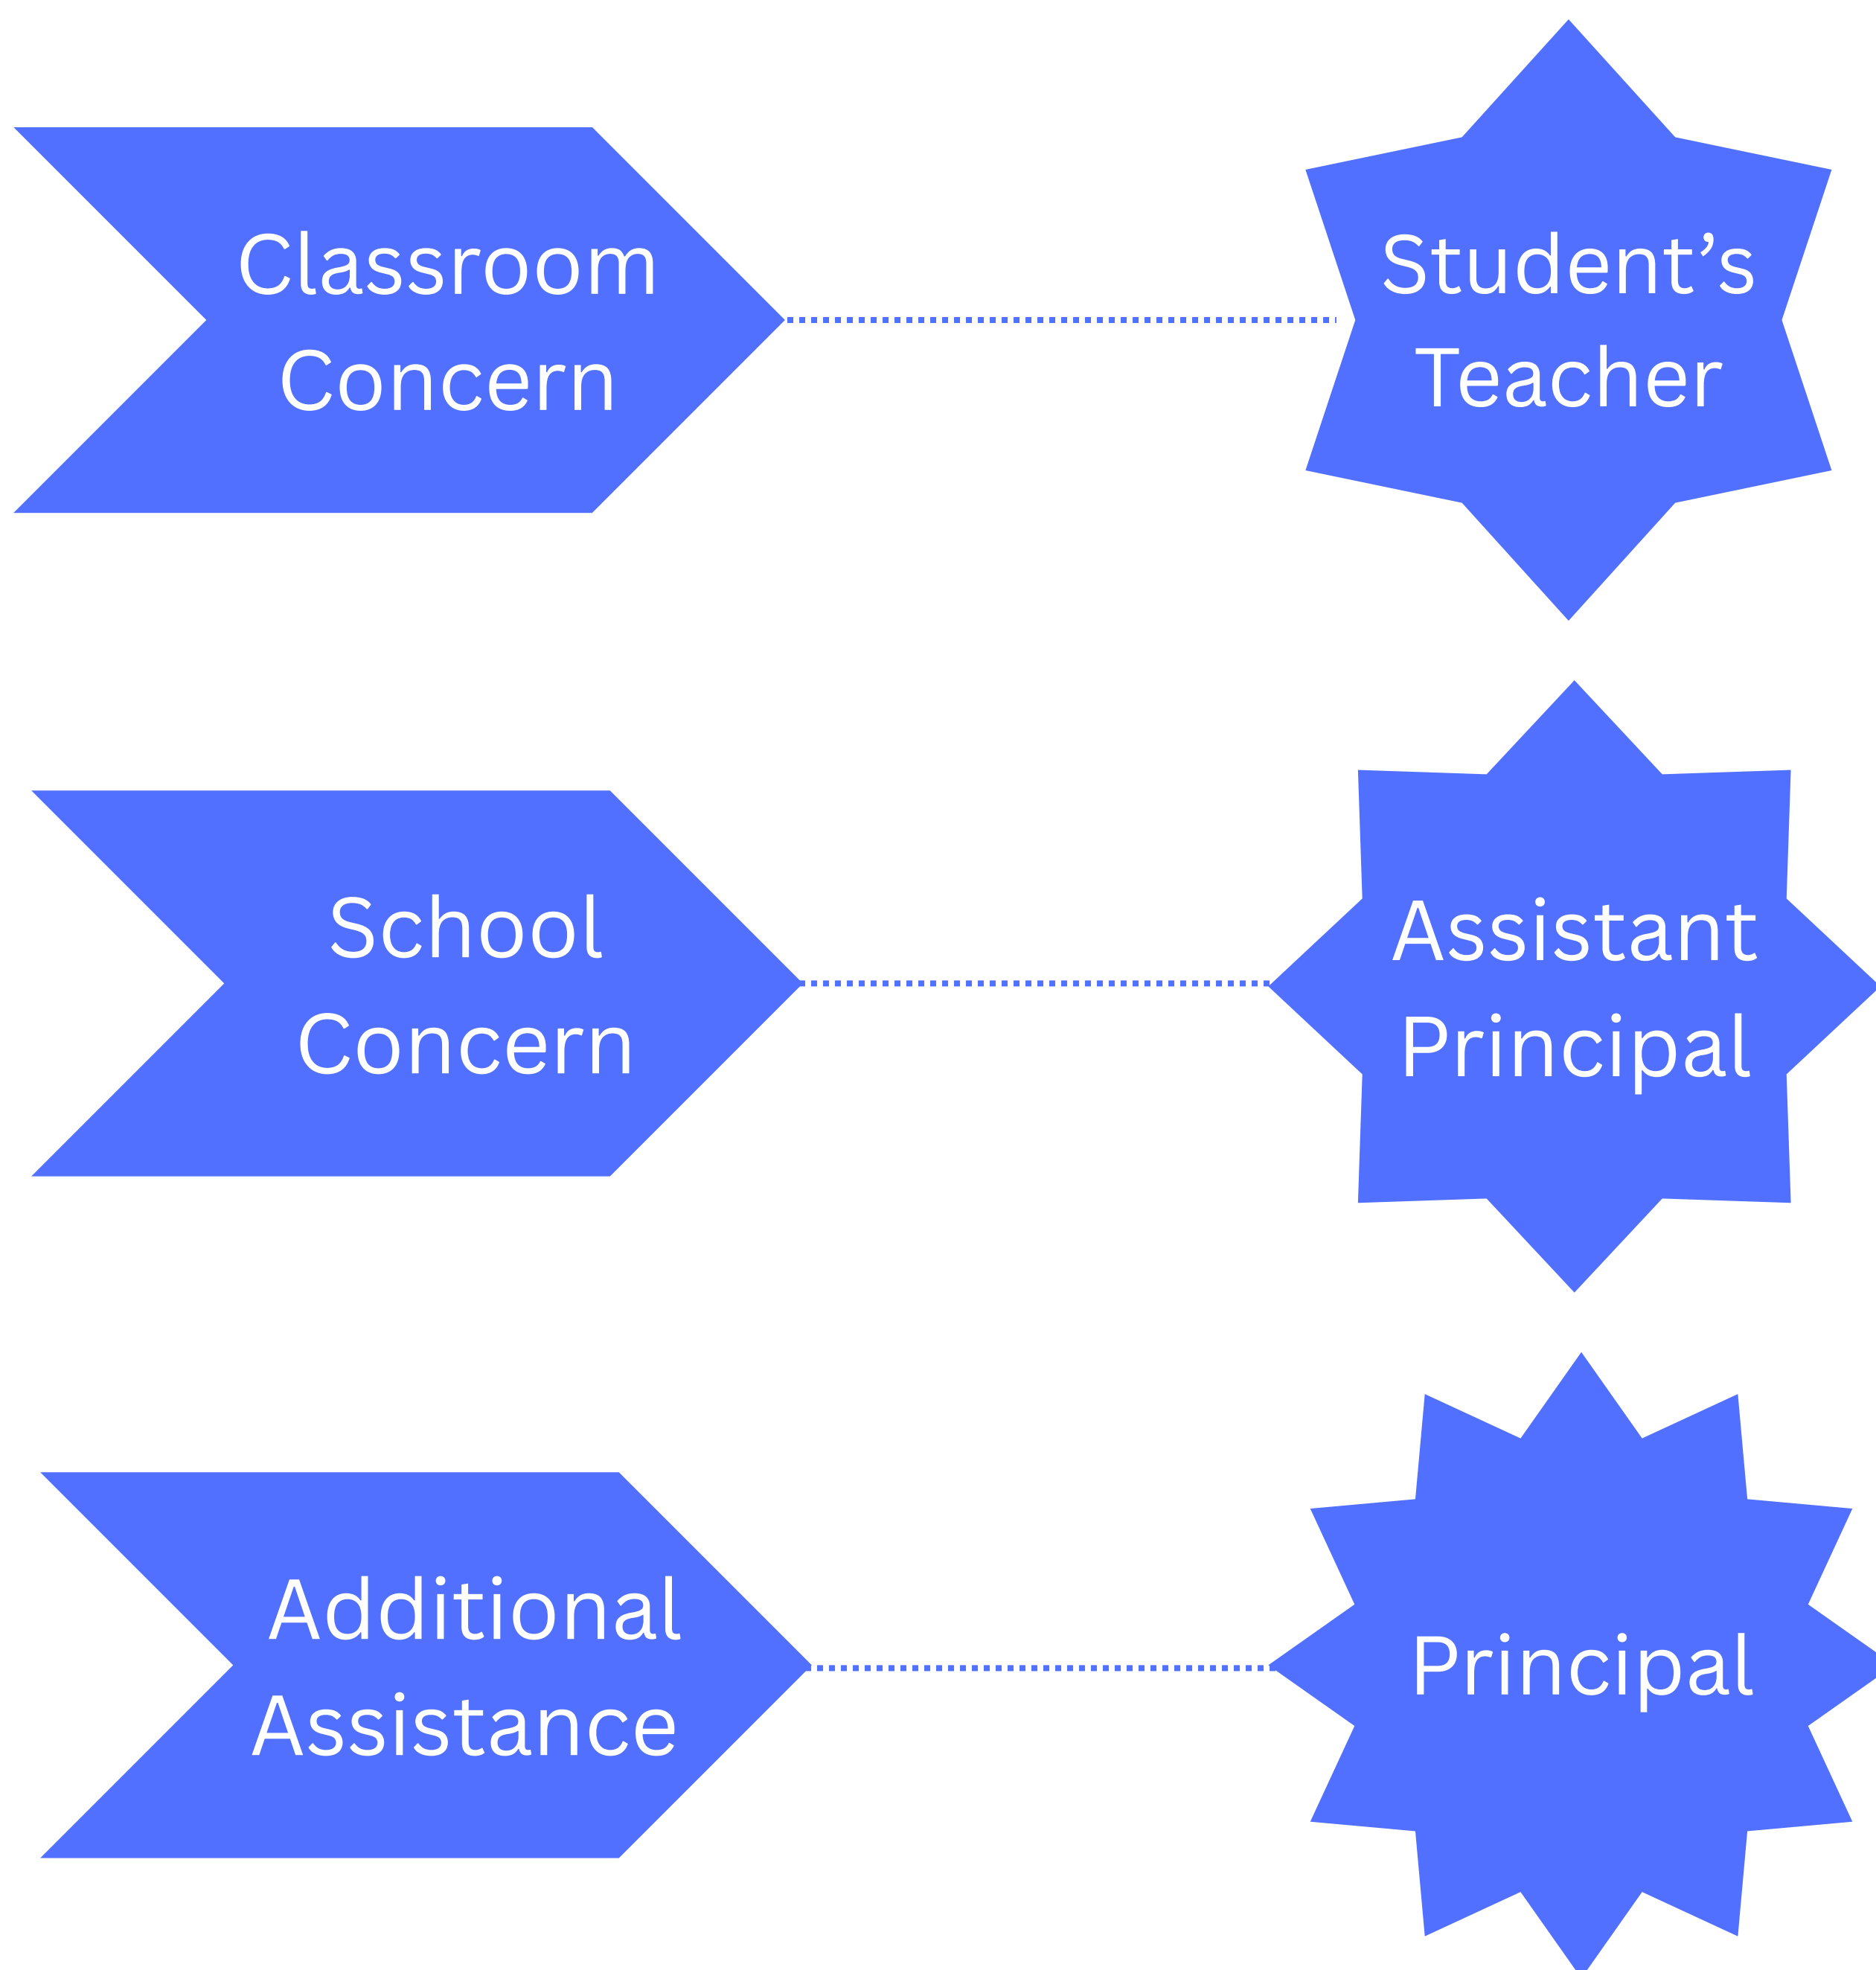 Classroom
Concern
Student’s
Teacher
School
Concern
Assistant
Principal
Additional
Assistance
Principal